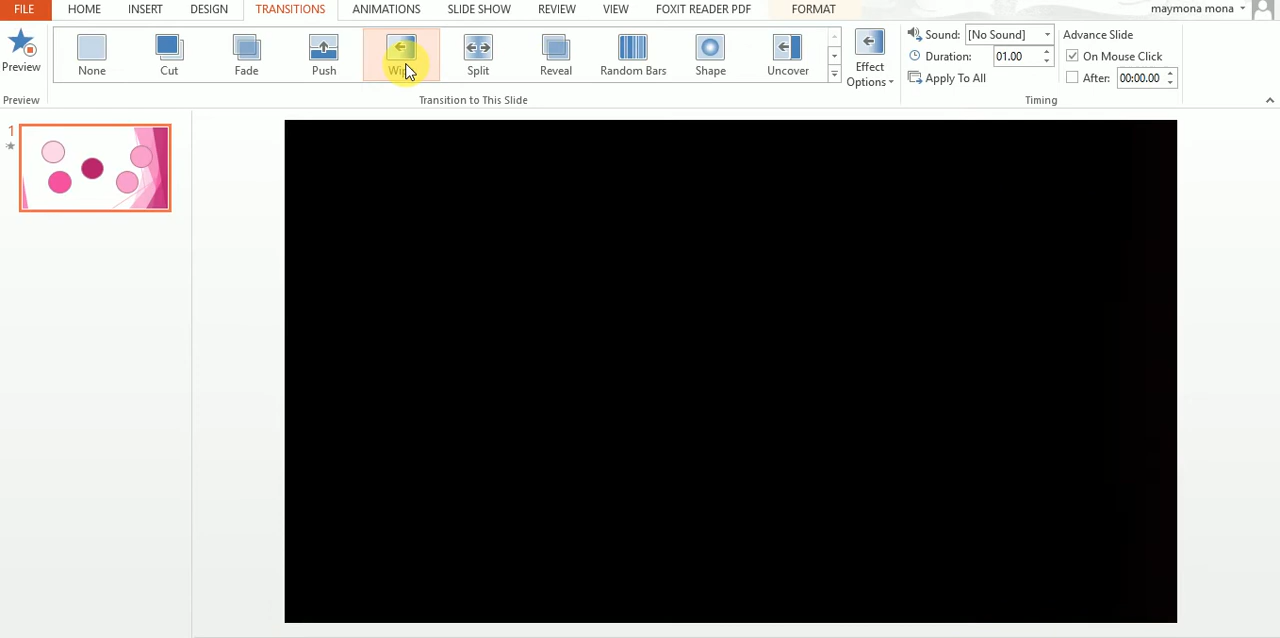 FILE HOME INSERT DESIGN TRANSITIONS ANIMATIONS SLIDE SHOW REVIEW VIEW FOXIT READER PDF FORMAT maymona mona
Preview
None Cut Fade Push Split Reveal Random Bars Shape Uncover
Effect Options
Sound: [No Sound]
Duration: 01.00
Apply To All
Advance Slide
On Mouse Click
After: 00:00.00
Preview Transition to This Slide Timing
1